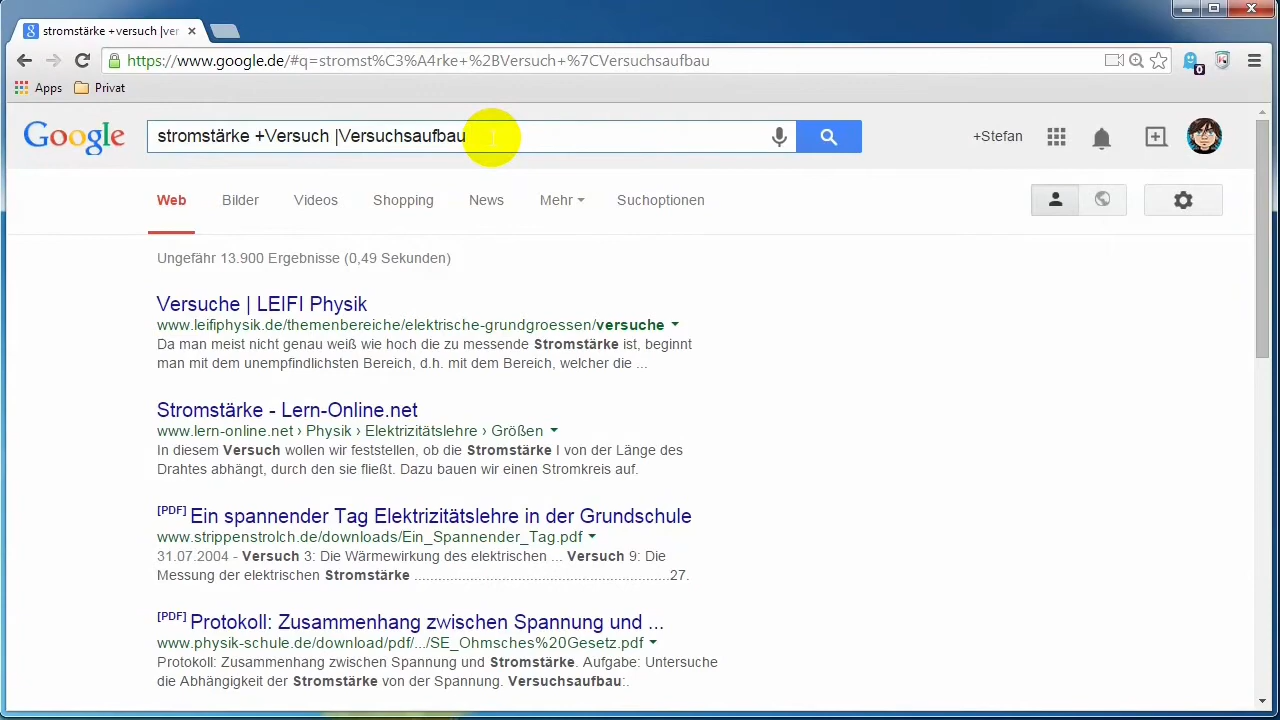 stromstärke +versuch |ver
https://www.google.de/#q=stromst%C3%A4rke+%2BVersuch+%7CVersuchsaufbau
0
Apps Privat
Google stromstärke +Versuch |Versuchsaufbau +Stefan
Web Bilder Videos Shopping News Mehr Suchoptionen
Ungefähr 13.900 Ergebnisse (0,49 Sekunden)
Versuche | LEIFI Physik
www.leifiphysik.de/themenbereiche/elektrische-grundgroessen/versuche
Da man meist nicht genau weiß wie hoch die zu messende Stromstärke ist, beginnt
man mit dem unempfindlichsten Bereich, d.h. mit dem Bereich, welcher die ...
Stromstärke - Lern-Online.net
www.lern-online.net › Physik › Elektrizitätslehre › Größen
In diesem Versuch wollen wir feststellen, ob die Stromstärke I von der Länge des
Drahtes abhängt, durch den sie fließt. Dazu bauen wir einen Stromkreis auf.
[PDF] Ein spannender Tag Elektrizitätslehre in der Grundschule
www.strippenstrolch.de/downloads/Ein_Spannender_Tag.pdf
31.07.2004 - Versuch 3: Die Wärmewirkung des elektrischen ... Versuch 9: Die
Messung der elektrischen Stromstärke ................................................................27.
[PDF] Protokoll: Zusammenhang zwischen Spannung und ...
www.physik-schule.de/download/pdf/.../SE_Ohmsches%20Gesetz.pdf
Protokoll: Zusammenhang zwischen Spannung und Stromstärke. Aufgabe: Untersuche
die Abhängigkeit der Stromstärke von der Spannung. Versuchsaufbau:.